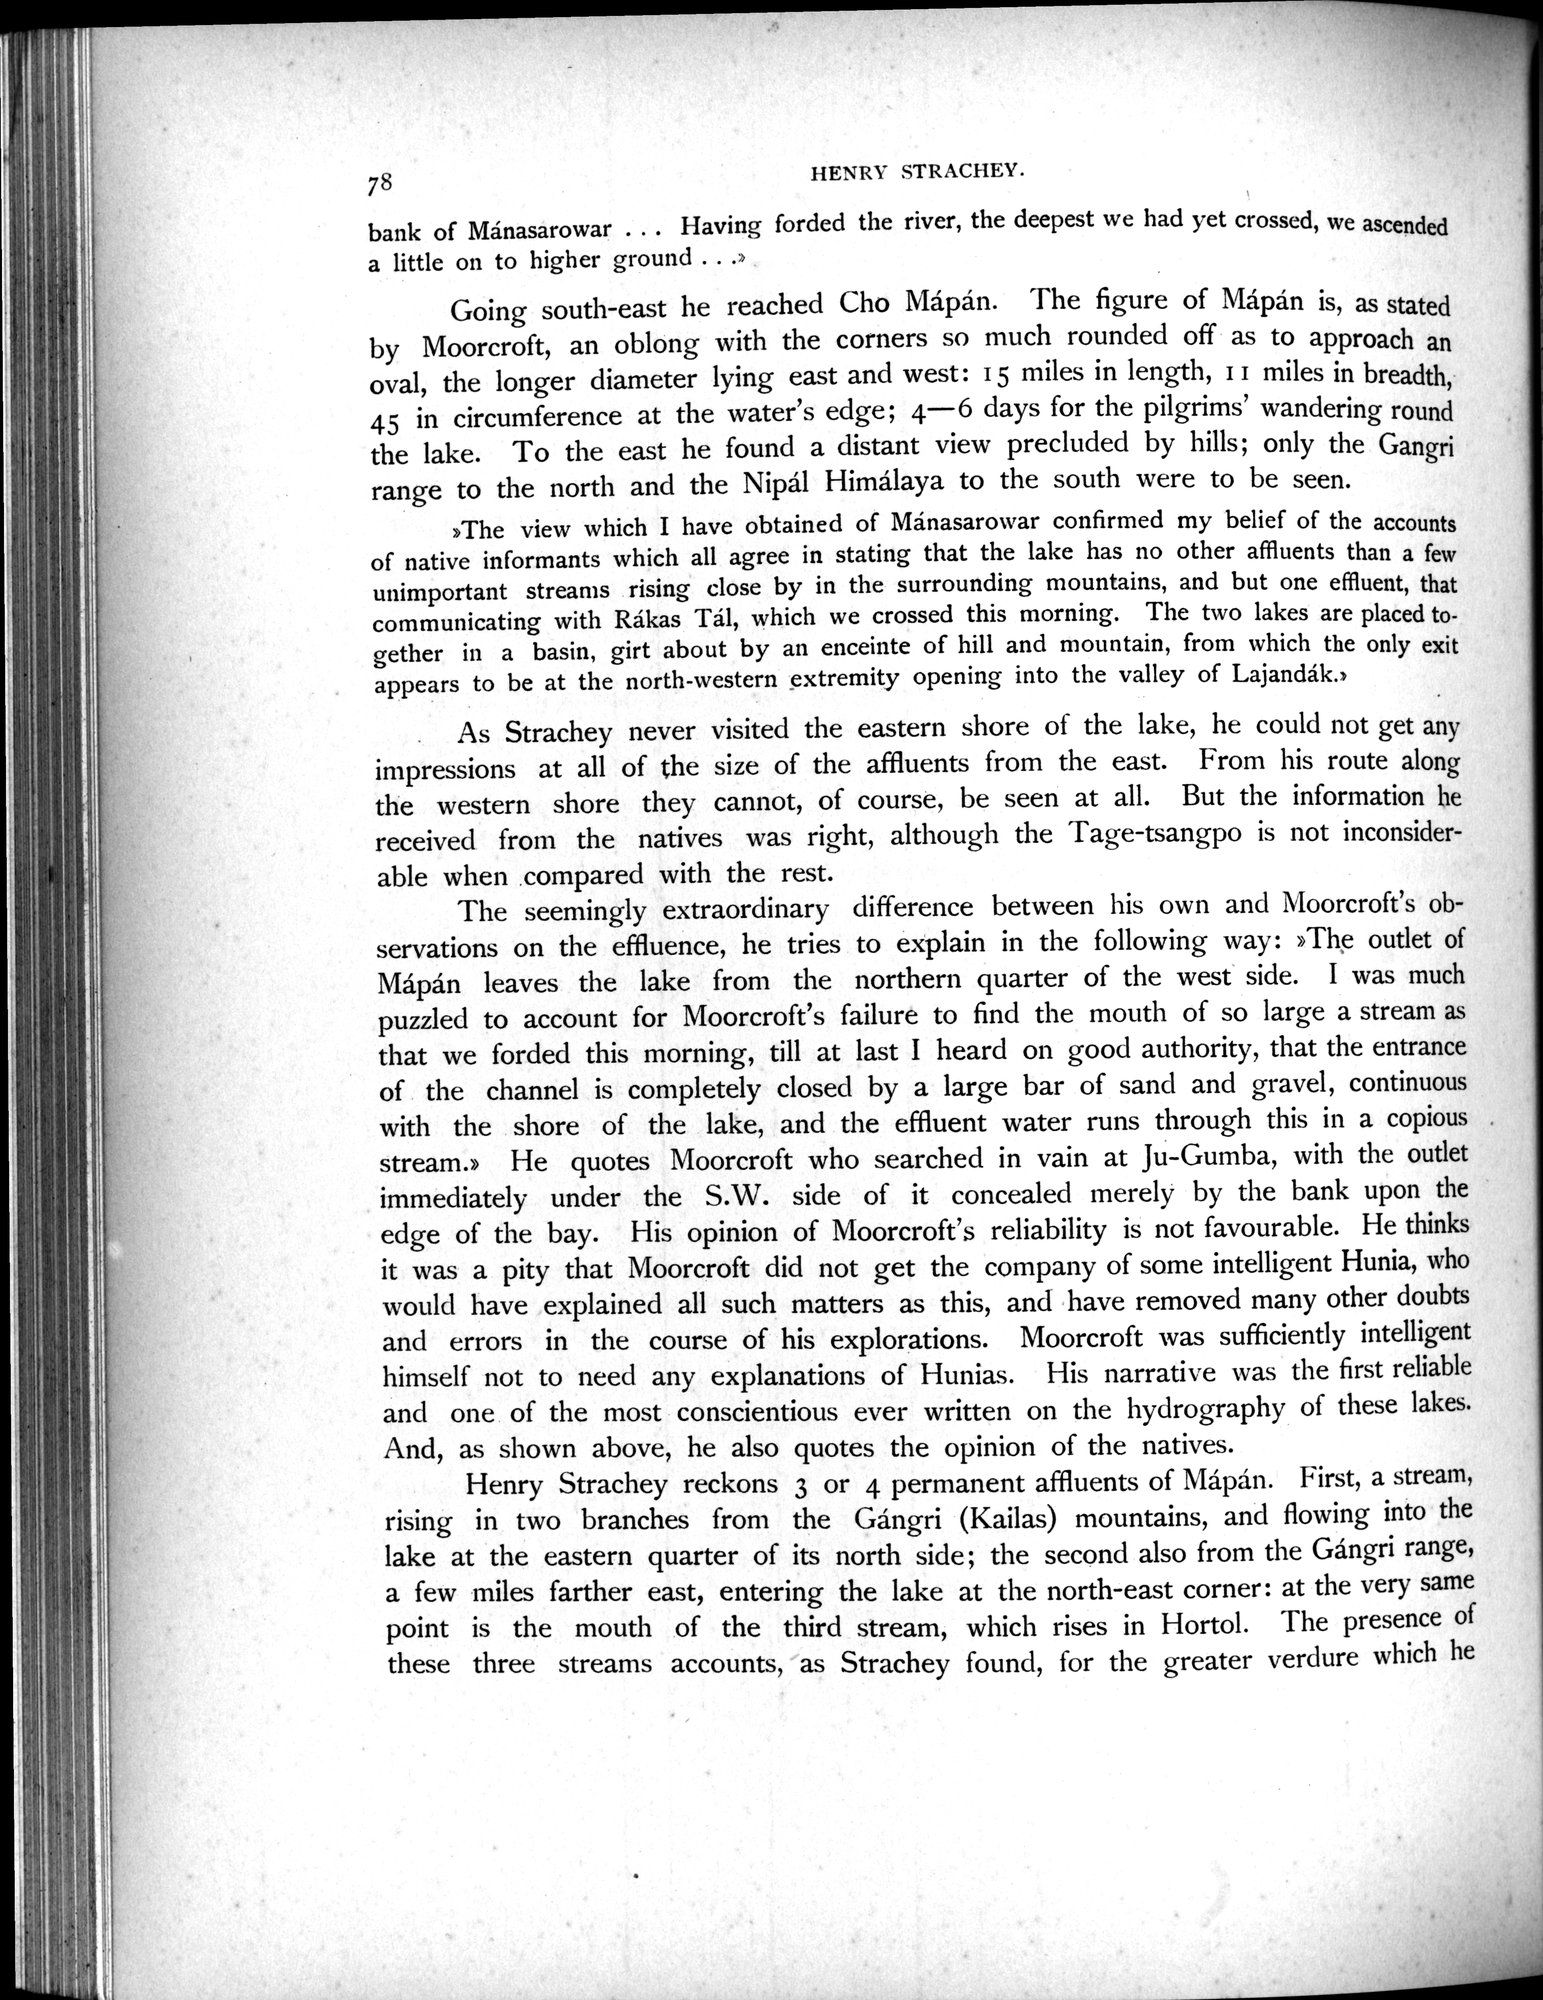 78
HENRY STRACHEY.
bank of Mánasarowar . . . Having forded the river, the deepest we had yet crossed, we ascended
a little on to higher ground . . .»
Going south-east he reached Cho Mápán. The figure of Mápán is, as stated
by Moorcroft, an oblong with the corners so much rounded off as to approach an
oval, the longer diameter lying east and west: 15 miles in length, 11 miles in breadth,
45 in circumference at the water's edge; 4—6 days for the pilgrims' wandering round
the lake. To the east he found a distant view precluded by hills; only the Gangri
range to the north and the Nipál Himálaya to the south were to be seen.
»The view which I have obtained of Mánasarowar confirmed my belief of the accounts
of native informants which all agree in stating that the lake has no other affluents than a few
unimportant streams rising close by in the surrounding mountains, and but one effluent, that
communicating with Rákas Tál, which we crossed this morning. The two lakes are placed to-
gether in a basin, girt about by an enceinte of hill and mountain, from which the only exit
appears to be at the north-western extremity opening into the valley of Lajandák.»
As Strachey never visited the eastern shore of the lake, he could not get any
impressions at all of the size of the affluents from the east. From his route along
the western shore they cannot, of course, be seen at all. But the information he
received from the natives was right, although the Tage-tsangpo is not inconsider-
able when compared with the rest.
The seemingly extraordinary difference between his own and Moorcroft's ob-
servations on the effluence, he tries to explain in the following way: »The outlet of
Mápán leaves the lake from the northern quarter of the west side. I was much
puzzled to account for Moorcroft's failure to find the mouth of so large a stream as
that we forded this morning, till at last I heard on good authority, that the entrance
of the channel is completely closed by a large bar of sand and gravel, continuous
with the shore of the lake, and the effluent water runs through this in a copious
stream.» He quotes Moorcroft who searched in vain at Ju-Gumba, with the outlet
immediately under the S.W. side of it concealed merely by the bank upon the
edge of the bay. His opinion of Moorcroft's reliability is not favourable. He thinks
it was a pity that Moorcroft did not get the company of some intelligent Hunia, who
would have explained all such matters as this, and have removed many other doubts
and errors in the course of his explorations. Moorcroft was sufficiently intelligent
himself not to need any explanations of Hunias. His narrative was the first reliable
and one of the most conscientious ever written on the hydrography of these lakes.
And, as shown above, he also quotes the opinion of the natives.
Henry Strachey reckons 3 or 4 permanent affluents of Mápán. First, a stream,
rising in two branches from the Gángri (Kailas) mountains, and flowing into the
lake at the eastern quarter of its north side; the second also from the Gángri range,
a few miles farther east, entering the lake at the north-east corner: at the very same
point is the mouth of the third stream, which rises in Hortol. The presence of
these three streams accounts, as Strachey found, for the greater verdure which he